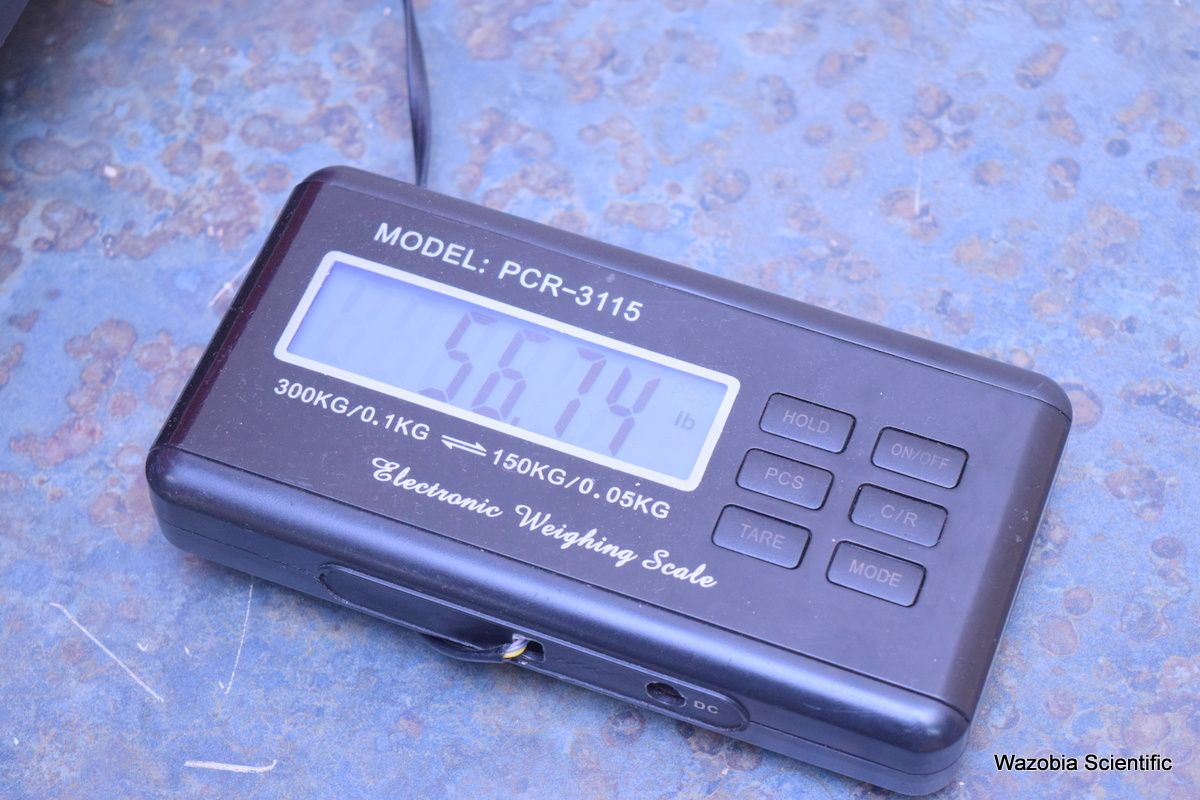 MODEL: PCR-3115
56.74 lb
300KG/0.1KG ⇌ 150KG/0.05KG
Electronic Weighing Scale
HOLD
ON/OFF
PCS
C/R
TARE
MODE
DC
Wazobia Scientific